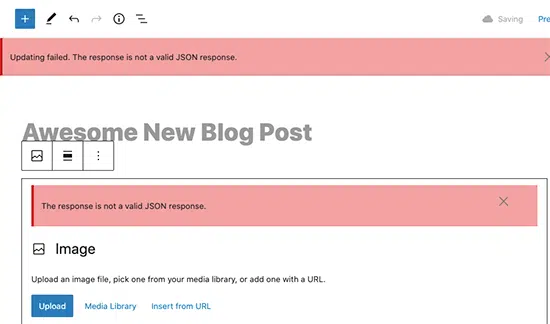 Saving
Updating failed. The response is not a valid JSON response.
Awesome New Blog Post
The response is not a valid JSON response.
Image
Upload an image file, pick one from your media library, or add one with a URL.
Upload Media Library Insert from URL